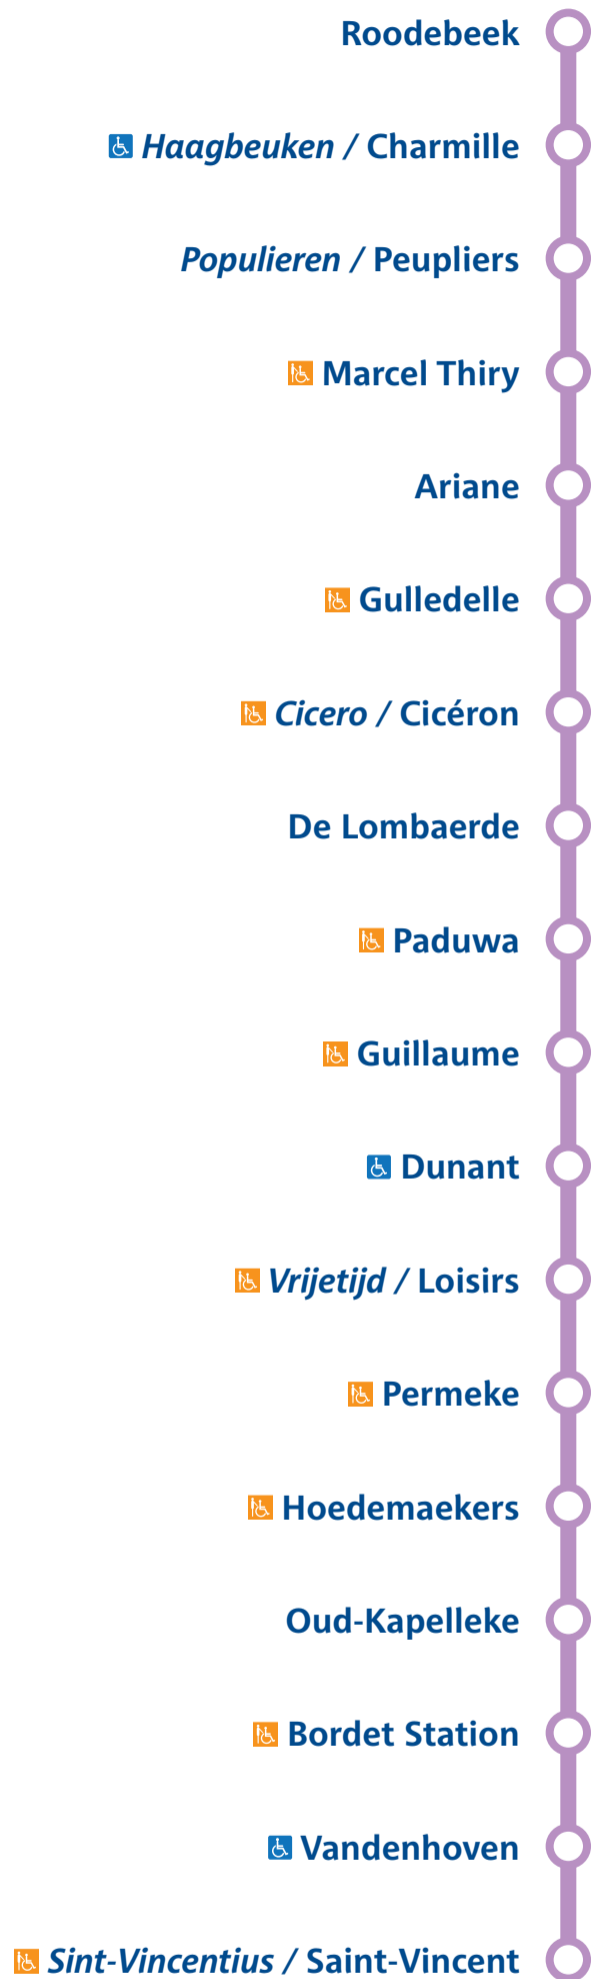 Roodebeek
Haagbeuken / Charmille
Populieren / Peupliers
Marcel Thiry
Ariane
Gulledelle
Cicero / Cicéron
De Lombaerde
Paduwa
Guillaume
Dunant
Vrijetijd / Loisirs
Permeke
Hoedemaekers
Oud-Kapelleke
Bordet Station
Vandenhoven
Sint-Vincentius / Saint-Vincent